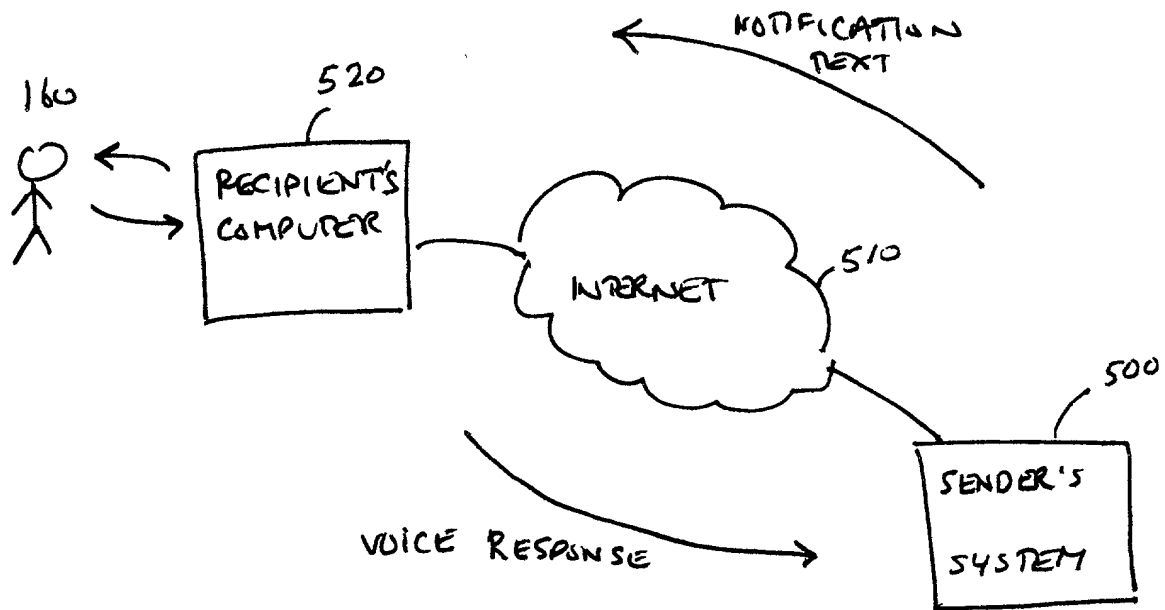 NOTIFICATION
TEXT
160
520
RECIPIENT'S
COMPUTER
510
INTERNET
500
SENDER'S
SYSTEM
VOICE RESPONSE